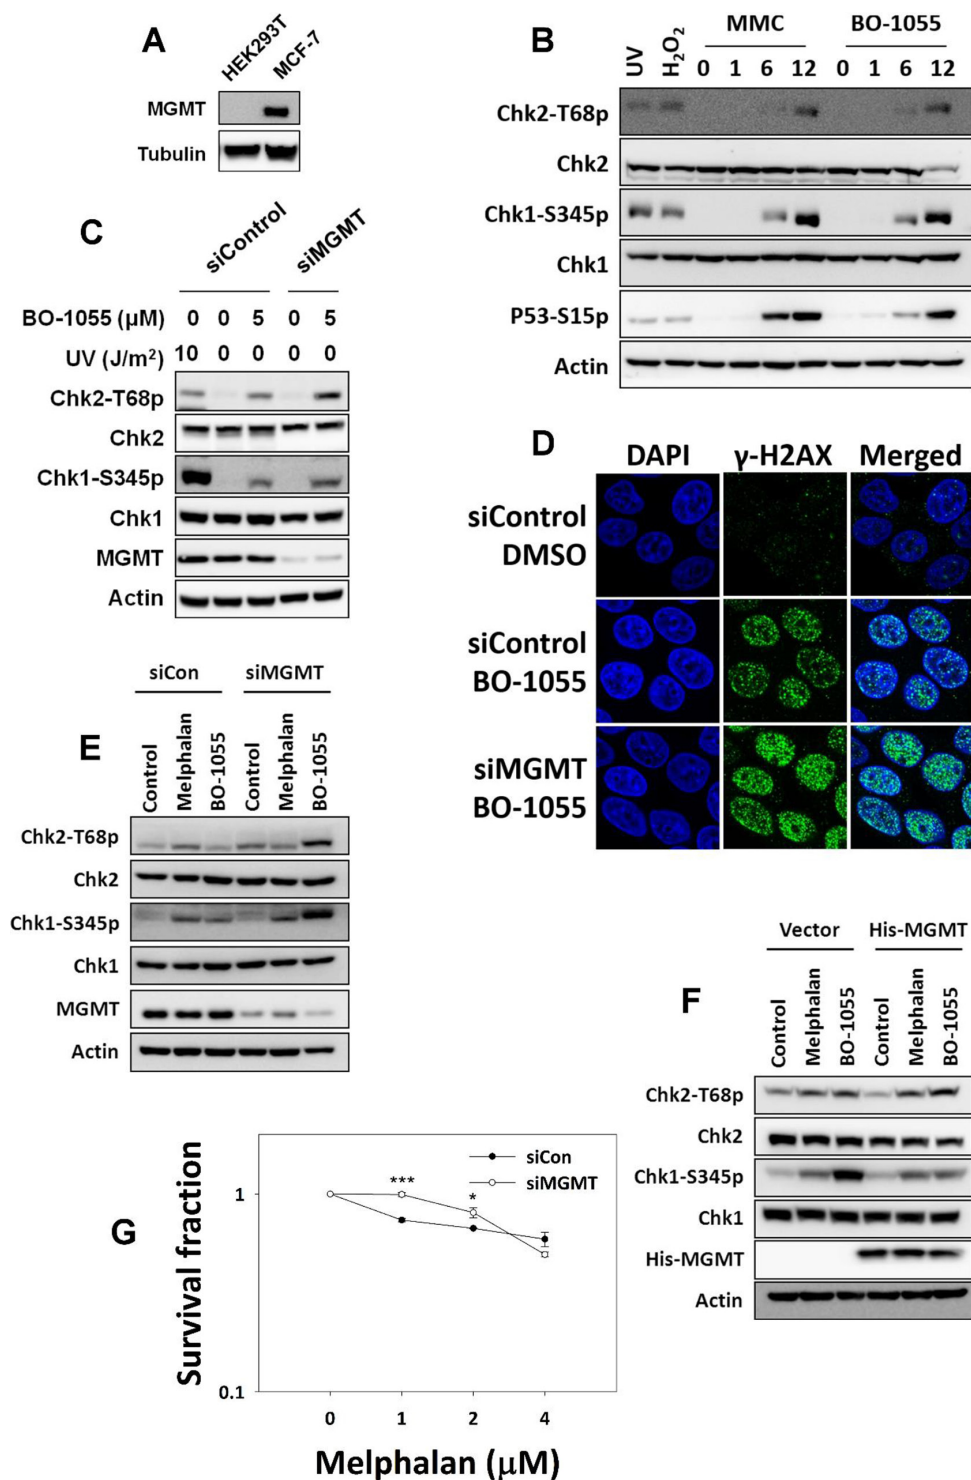 A
HEK293T
MCF-7
MGMT
Tubulin
B
MMC
BO-1055
UV
H₂O₂
0 1 6 12 0 1 6 12
Chk2-T68p
Chk2
Chk1-S345p
Chk1
P53-S15p
Actin
C
siControl
siMGMT
BO-1055 (μM) 0 0 5 0 5
UV (J/m²) 10 0 0 0 0
Chk2-T68p
Chk2
Chk1-S345p
Chk1
MGMT
Actin
D
DAPI γ-H2AX Merged
siControl
DMSO
siControl
BO-1055
siMGMT
BO-1055
E
siCon siMGMT
Control
Melphalan
BO-1055
Control
Melphalan
BO-1055
Chk2-T68p
Chk2
Chk1-S345p
Chk1
MGMT
Actin
F
Vector His-MGMT
Control
Melphalan
BO-1055
Control
Melphalan
BO-1055
Chk2-T68p
Chk2
Chk1-S345p
Chk1
His-MGMT
Actin
G
Survival fraction
siCon
siMGMT
***
*
1
0.1
0 1 2 4
Melphalan (μM)